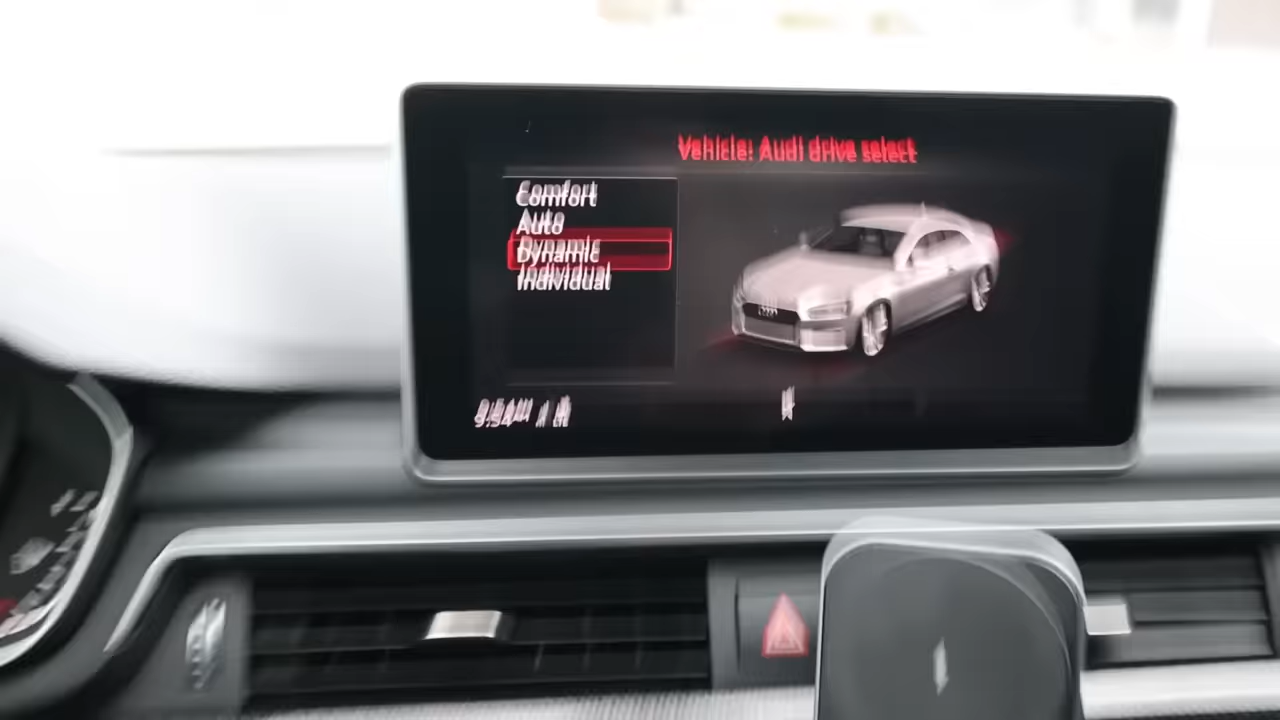 Vehicle: Audi drive select
Comfort
Auto
Dynamic
Individual